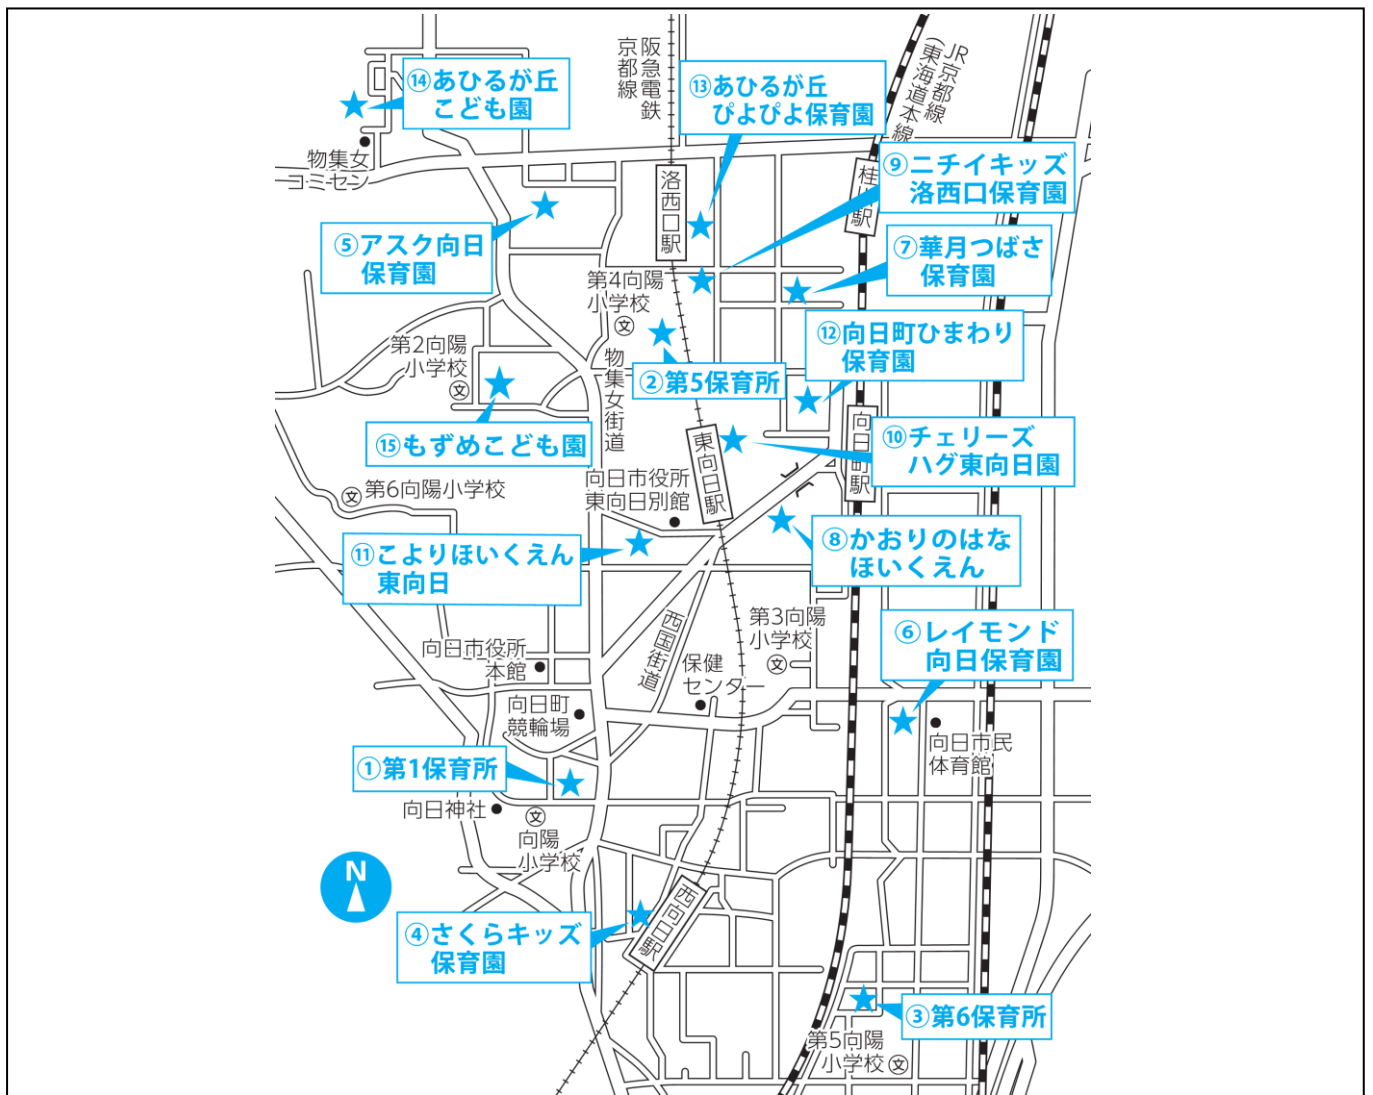 阪急電鉄
京都線
JR京都線
(東海道本線)
⑭あひるが丘
こども園
⑬あひるが丘
ぴよぴよ保育園
物集女
コミセン
洛西口駅
桂川駅
⑨ニチイキッズ
洛西口保育園
⑤アスク向日
保育園
⑦華月つばさ
保育園
第4向陽
小学校
文
⑫向日町ひまわり
保育園
第2向陽
小学校
文
物集女街道
②第5保育所
⑮もずめこども園
東向日駅
向日町駅
⑩チェリーズ
ハグ東向日園
文
第6向陽小学校
向日市役所
東向日別館
⑧かおりのはな
ほいくえん
⑪こよりほいくえん
東向日
西国街道
第3向陽
小学校
文
⑥レイモンド
向日保育園
向日市役所
本館
保健
センター
向日町
競輪場
向日市民
体育館
①第1保育所
向日神社
文
向陽
小学校
N
西向日駅
④さくらキッズ
保育園
③第6保育所
第5向陽
小学校
文